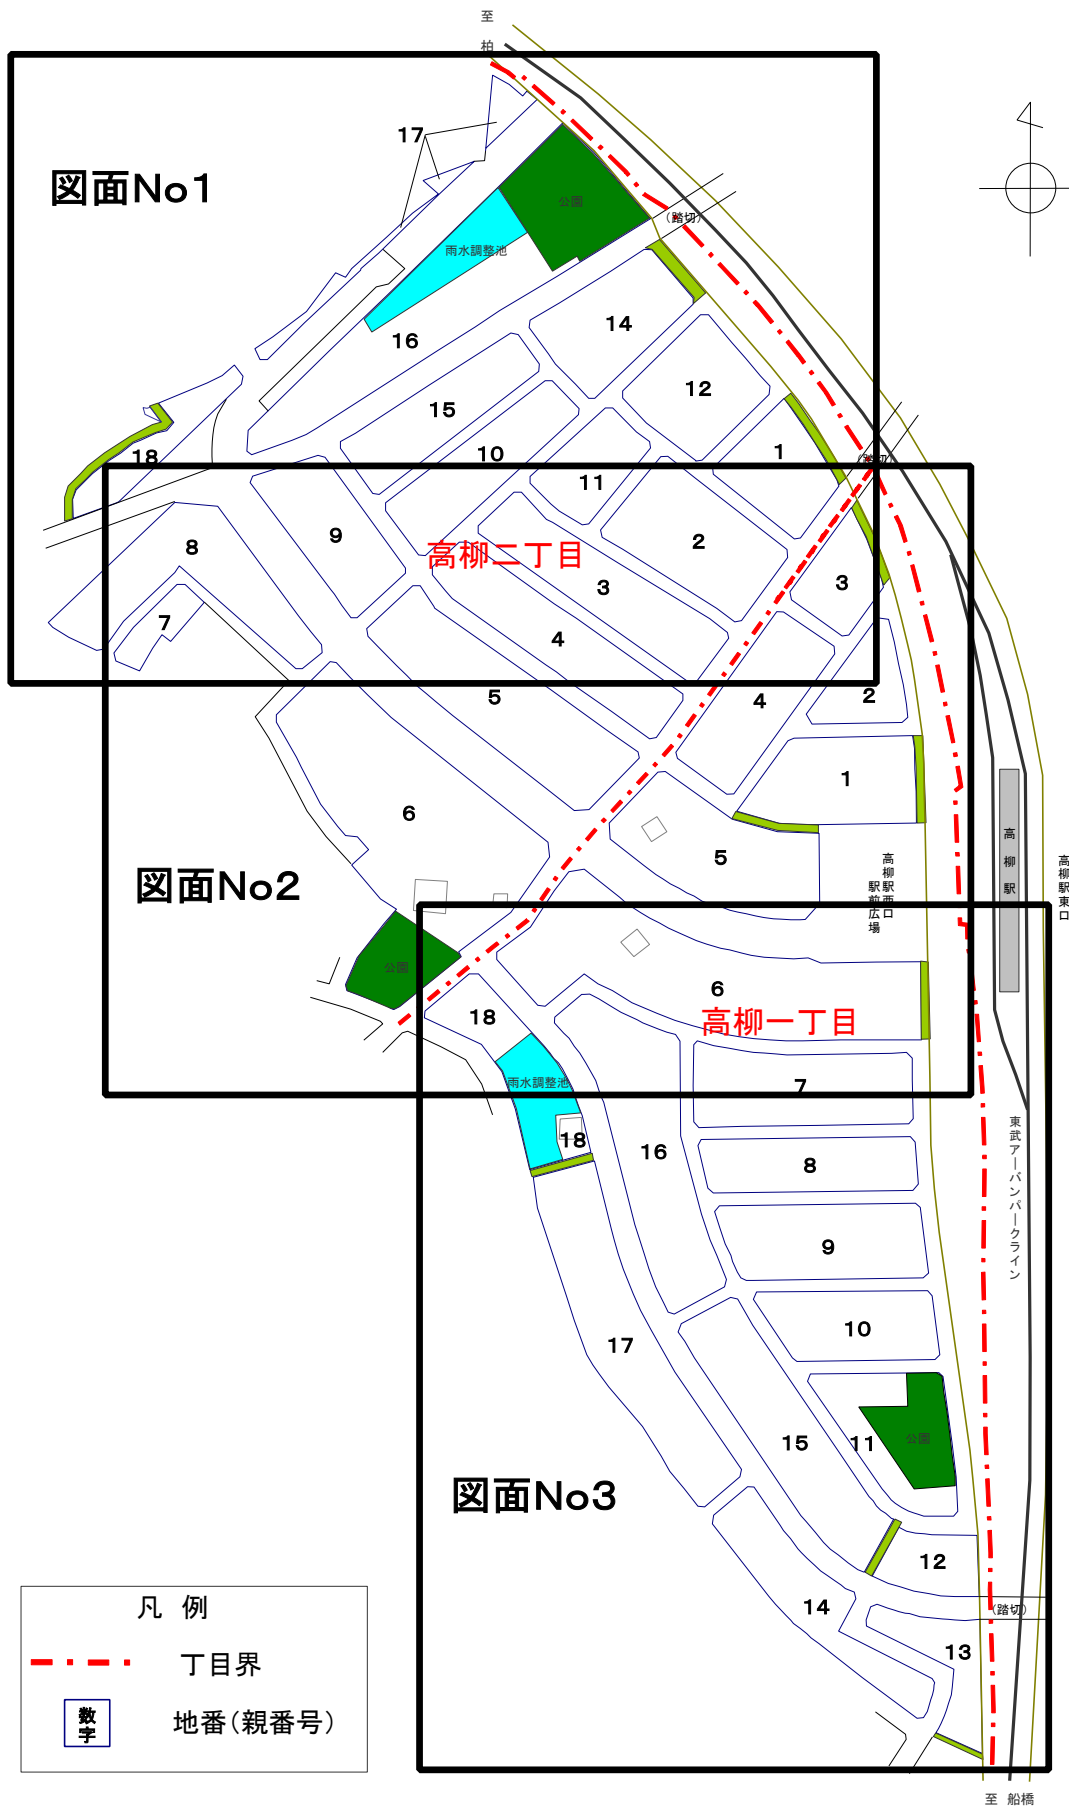 至
柏
17
図面No1
公園
(踏切)
雨水調整池
14
16
12
15
1
10
(踏切)
18
11
9
2
8
高柳二丁目
3
3
7
4
5
4
2
1
6
高柳駅
5
高柳駅西口
駅前広場
高柳駅東口
図面No2
公園
6
18
高柳一丁目
雨水調整池
7
東武アーバンパークライン
18
16
8
9
10
17
15
11
公園
図面No3
12
14
(踏切)
13
凡 例
丁目界
数字
地番(親番号)
至 船橋